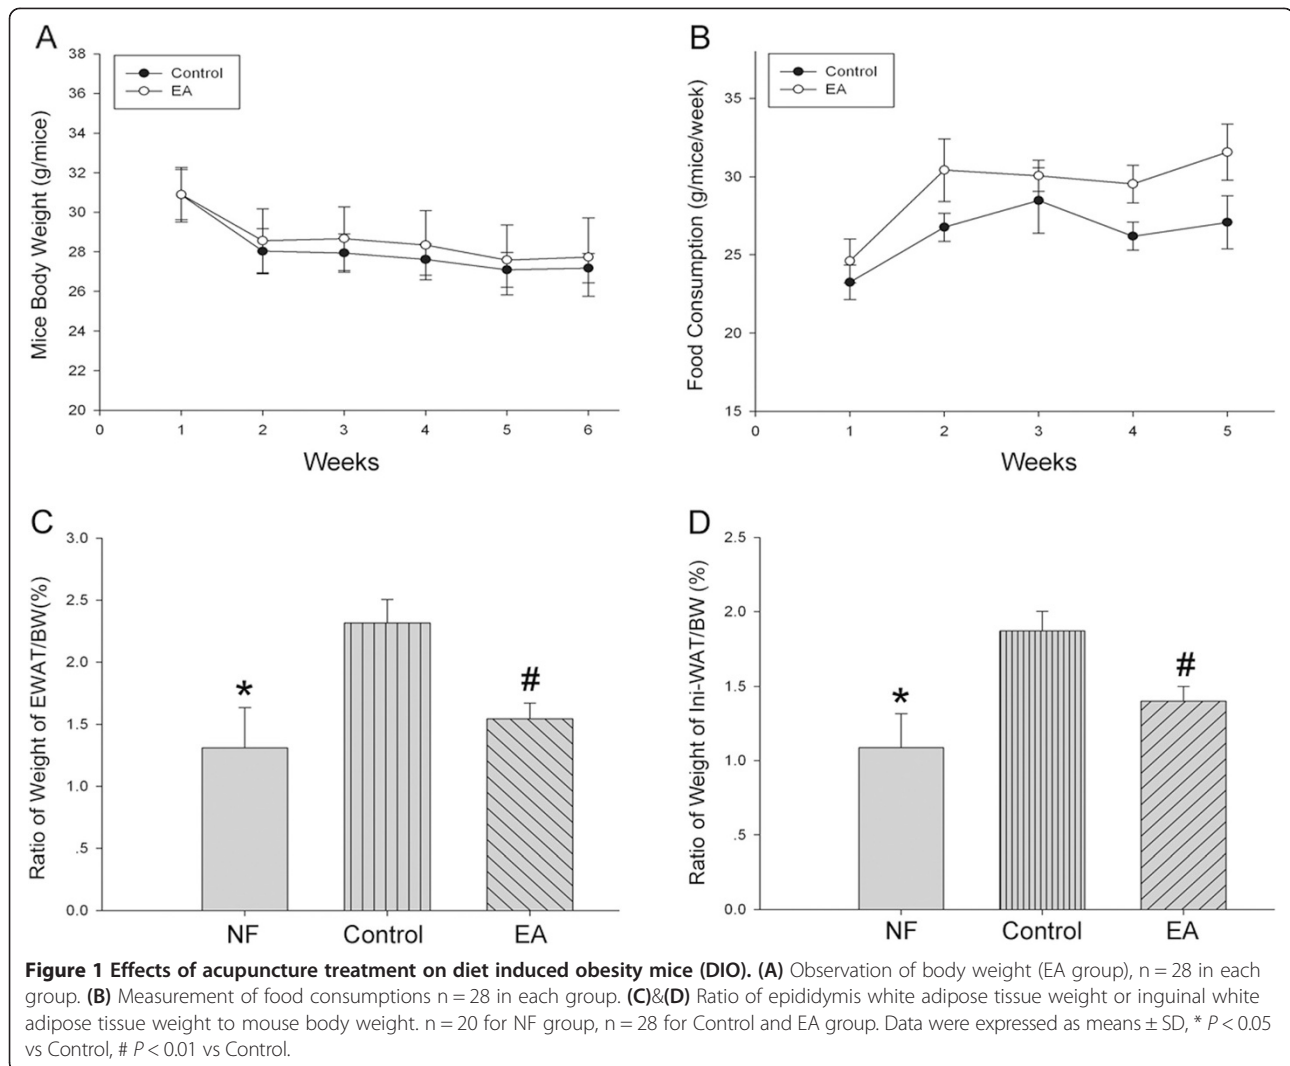 A
38
36
34
32
30
28
26
24
22
20
0
1
2
3
4
5
6
Control
EA
Mice Body Weight (g/mice)
Weeks
B
35
30
25
20
15
0
1
2
3
4
5
Control
EA
Food Consumption (g/mice/week)
Weeks
C
3.0
2.5
2.0
1.5
1.0
.5
0.0
Ratio of Weight of EWAT/BW(%)
*
#
NF
Control
EA
D
2.5
2.0
1.5
1.0
.5
0.0
Ratio of Weight of Ini-WAT/BW (%)
*
#
NF
Control
EA
Figure 1 Effects of acupuncture treatment on diet induced obesity mice (DIO). (A) Observation of body weight (EA group), n = 28 in each
group. (B) Measurement of food consumptions n = 28 in each group. (C)&(D) Ratio of epididymis white adipose tissue weight or inguinal white
adipose tissue weight to mouse body weight. n = 20 for NF group, n = 28 for Control and EA group. Data were expressed as means ± SD, * P < 0.05
vs Control, # P < 0.01 vs Control.